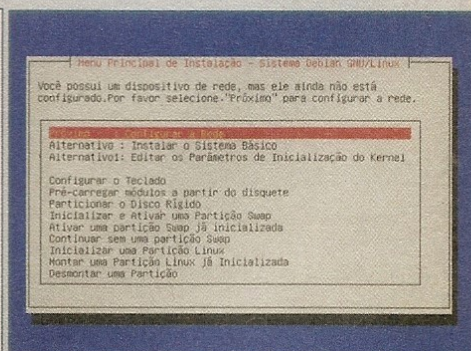 Menu Principal de Instalação - Sistema Debian GNU/Linux
Você possui um dispositivo de rede, mas ele ainda não está
configurado.Por favor selecione."Próximo" para configurar a rede.
Próximo : Configurar a Rede
Alternativo : Instalar o Sistema Básico
Alternativo1: Editar os Parâmetros de Inicialização do Kernel
Configurar o Teclado
Pré-carregar módulos a partir do disquete
Particionar o Disco Rígido
Inicializar e Ativar uma Partição Swap
Ativar uma partição Swap já inicializada
Continuar sem uma partição Swap
Inicializar uma Partição Linux
Montar uma Partição Linux já Inicializada
Desmontar uma Partição